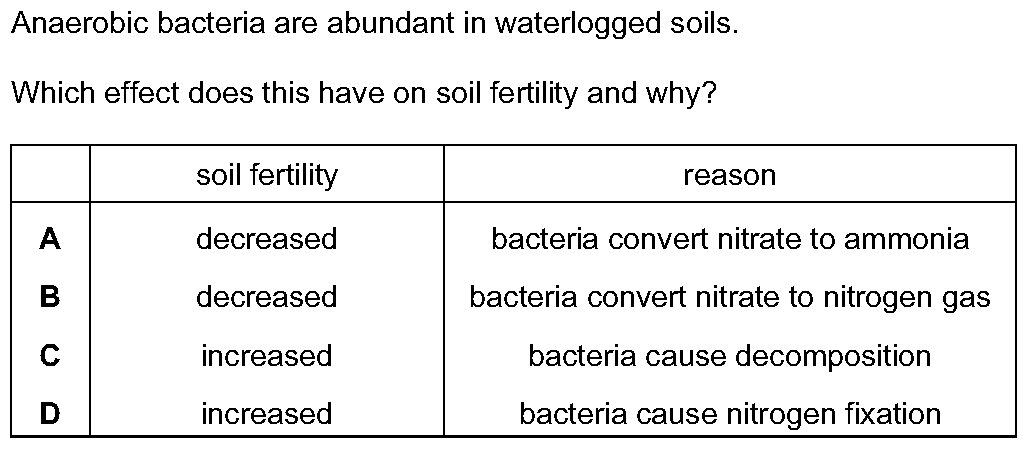 Anaerobic bacteria are abundant in waterlogged soils.
Which effect does this have on soil fertility and why?
soil fertility reason
A decreased bacteria convert nitrate to ammonia
B decreased bacteria convert nitrate to nitrogen gas
C increased bacteria cause decomposition
D increased bacteria cause nitrogen fixation